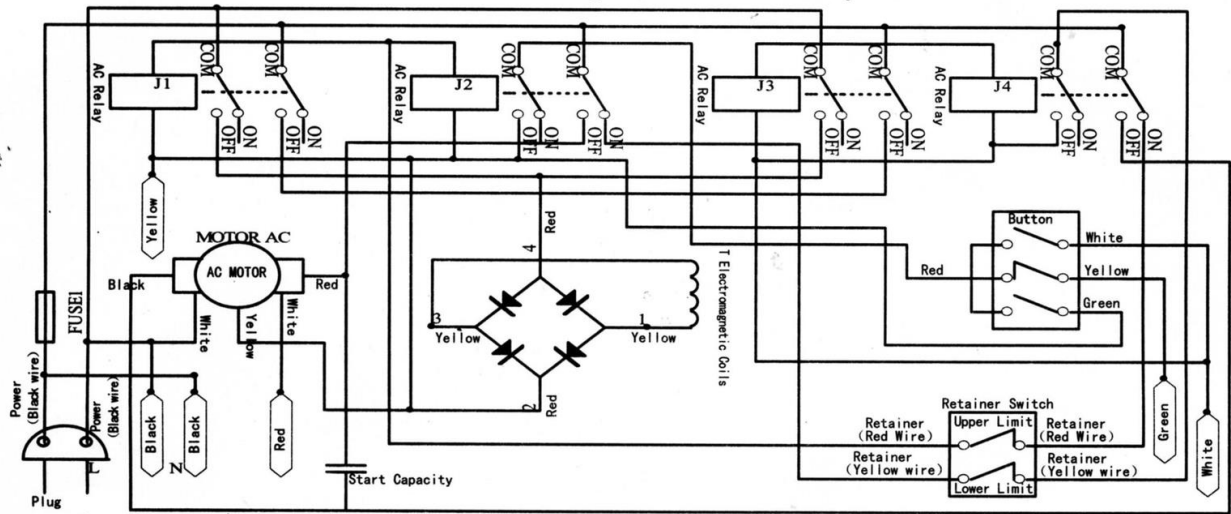 COM
COM
COM
COM
COM
COM
COM
COM
J1
J2
J3
J4
AC Relay
AC Relay
AC Relay
AC Relay
OFF
ON
OFF
ON
OFF
ON
OFF
ON
OFF
ON
OFF
ON
OFF
ON
OFF
ON
Yellow
MOTOR AC
AC MOTOR
Black
Red
White
Yellow
White
FUSE1
Power
(Black wire)
Power
(Black wire)
Black
Black
Red
L
N
Plug
Start Capacity
Red
4
3
Yellow
1
Yellow
2
Red
T Electromagnetic Coils
Button
White
Red
Yellow
Green
Retainer Switch
Retainer
(Red Wire)
Upper Limit
Retainer
(Red Wire)
Retainer
(Yellow wire)
Lower Limit
Retainer
(Yellow wire)
Green
White